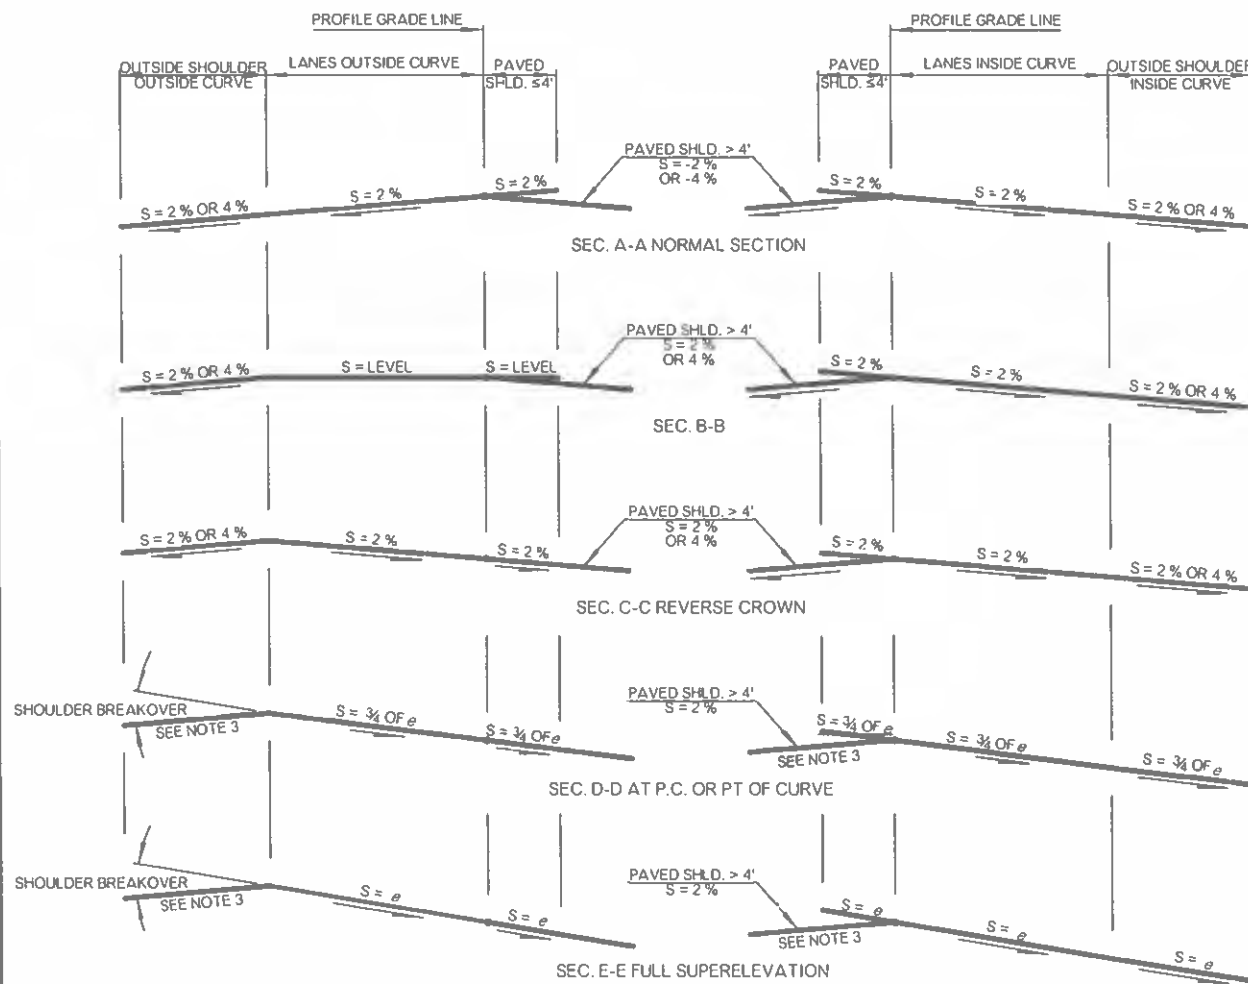 PROFILE GRADE LINE
PROFILE GRADE LINE
OUTSIDE SHOULDER
OUTSIDE CURVE
LANES OUTSIDE CURVE
PAVED
SHLD. ≤4'
PAVED
SHLD. ≤4'
LANES INSIDE CURVE
OUTSIDE SHOULDER
INSIDE CURVE
S = 2 % OR 4 %
S = 2 %
S = 2 %
PAVED SHLD. > 4'
S = -2 %
OR -4 %
S = 2 %
S = 2 %
S = 2 % OR 4 %
SEC. A-A NORMAL SECTION
S = 2 % OR 4 %
S = LEVEL
S = LEVEL
PAVED SHLD. > 4'
S = 2 %
OR 4 %
S = 2 %
S = 2 %
S = 2 % OR 4 %
SEC. B-B
S = 2 % OR 4 %
S = 2 %
S = 2 %
PAVED SHLD. > 4'
S = 2 %
OR 4 %
S = 2 %
S = 2 %
S = 2 % OR 4 %
SEC. C-C REVERSE CROWN
SHOULDER BREAKOVER
SEE NOTE 3
S = 3/4 OF e
S = 3/4 OF e
PAVED SHLD. > 4'
S = 2 %
SEE NOTE 3
S = 3/4 OF e
S = 3/4 OF e
S = 3/4 OF e
SEC. D-D AT P.C. OR PT OF CURVE
SHOULDER BREAKOVER
SEE NOTE 3
S = e
S = e
PAVED SHLD. > 4'
S = 2 %
SEE NOTE 3
S = e
S = e
S = e
SEC. E-E FULL SUPERELEVATION